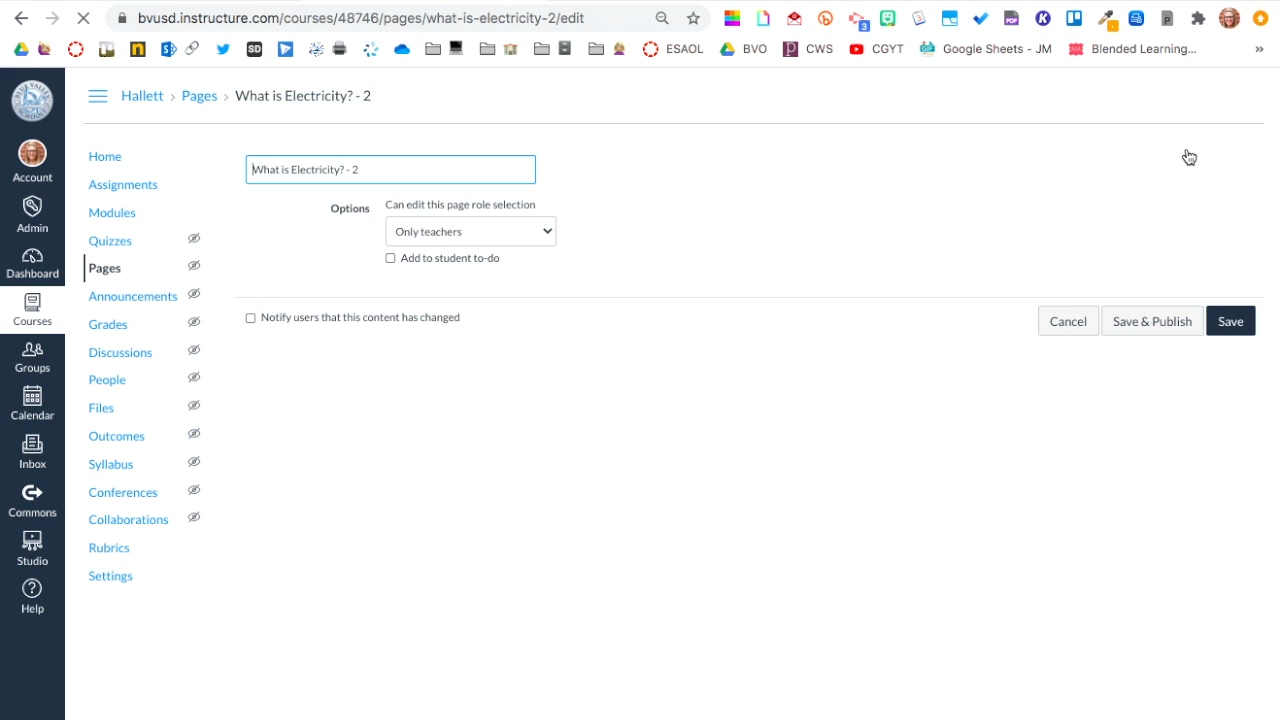 bvusd.instructure.com/courses/48746/pages/what-is-electricity-2/edit
ESAOL BVO CWS CGYT Google Sheets - JM Blended Learning... »
Hallett › Pages › What is Electricity? - 2
Account
Admin
Dashboard
Courses
Groups
Calendar
Inbox
Commons
Studio
Help
Home
Assignments
Modules
Quizzes
Pages
Announcements
Grades
Discussions
People
Files
Outcomes
Syllabus
Conferences
Collaborations
Rubrics
Settings
What is Electricity? - 2
Options
Can edit this page role selection
Only teachers
Add to student to-do
Notify users that this content has changed
Cancel
Save & Publish
Save